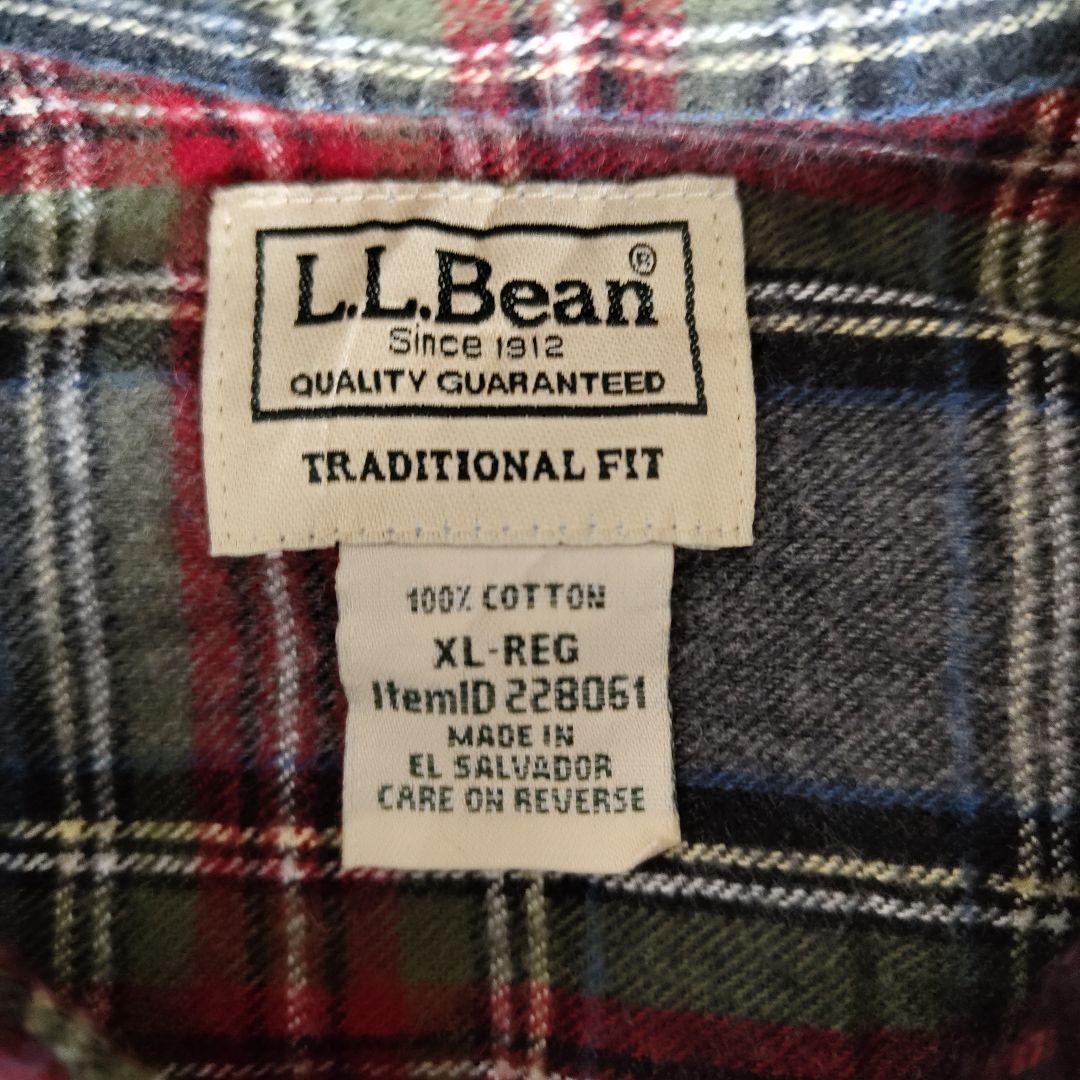 L.L.Bean®
Since 1912
QUALITY GUARANTEED
TRADITIONAL FIT
100% COTTON
XL-REG
ItemID 228061
MADE IN
EL SALVADOR
CARE ON REVERSE